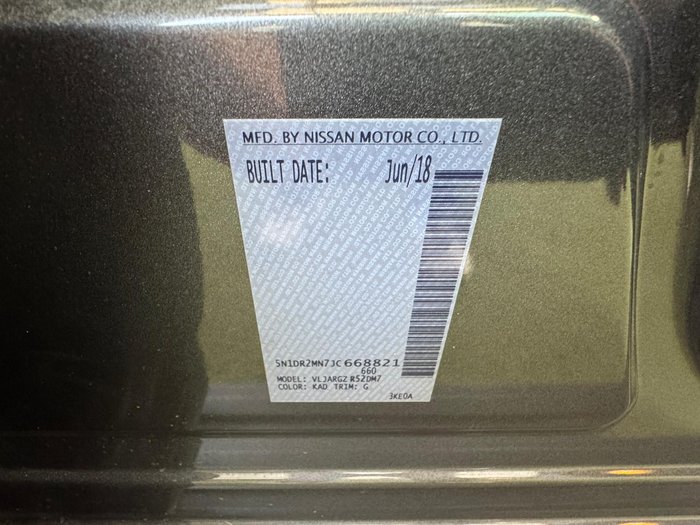 MFD. BY NISSAN MOTOR CO., LTD.
BUILT DATE: Jun/18
5N1DR2MN7JC668821
660
MODEL: VLJARGZ R52DM7
COLOR: KAD TRIM: G
3KE0A